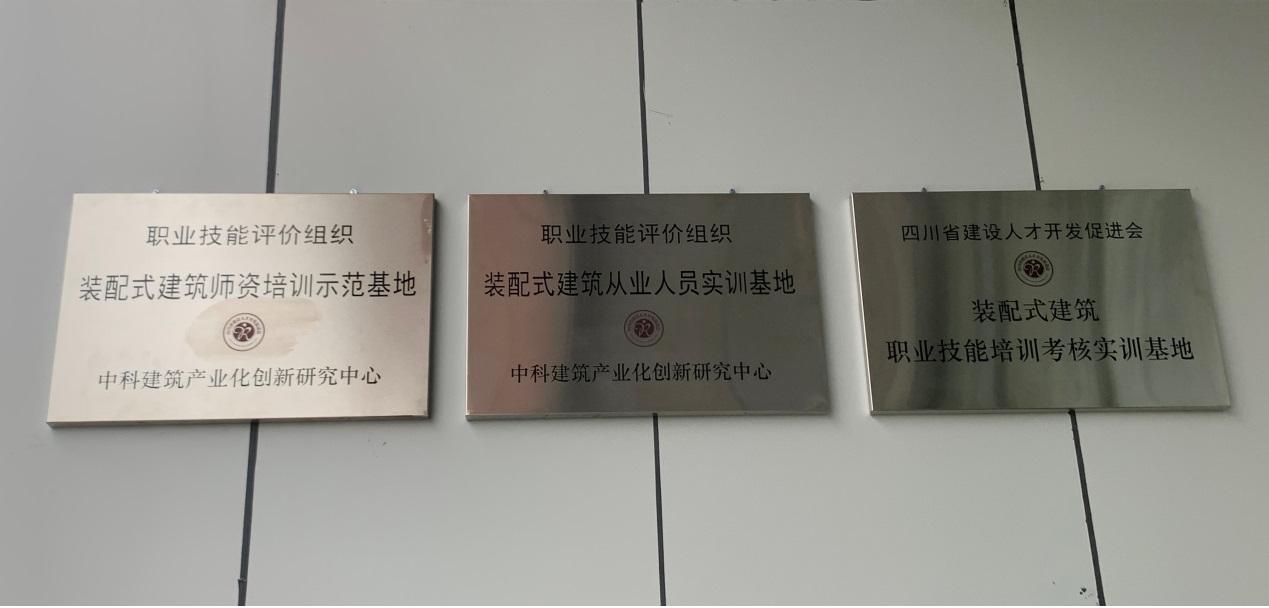 职业技能评价组织
装配式建筑师资培训示范基地
中科建筑产业化创新研究中心
职业技能评价组织
装配式建筑从业人员实训基地
中科建筑产业化创新研究中心
四川省建设人才开发促进会
装配式建筑
职业技能培训考核实训基地